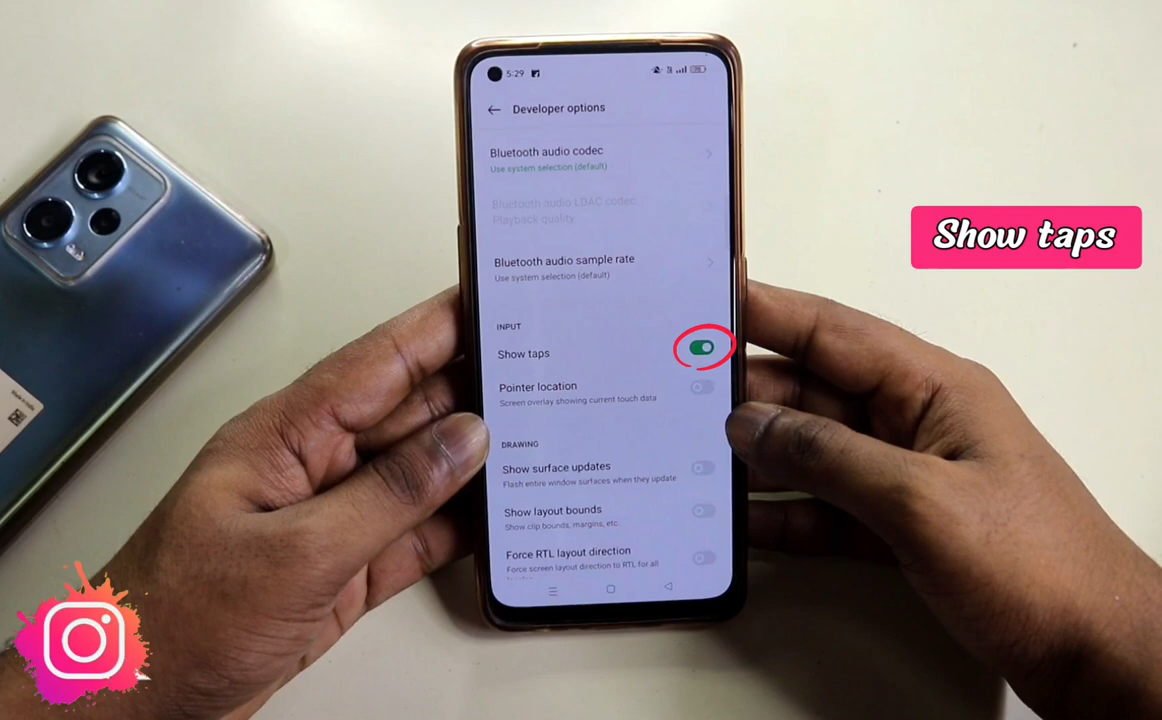 5:29
Developer options
Bluetooth audio codec
Use system selection (default)
Bluetooth audio LDAC codec:
Playback quality
Bluetooth audio sample rate
Use system selection (default)
INPUT
Show taps
Pointer location
Screen overlay showing current touch data
DRAWING
Show surface updates
Flash entire window surfaces when they update
Show layout bounds
Show clip bounds, margins, etc.
Force RTL layout direction
Force screen layout direction to RTL for all
Show taps
Made in India